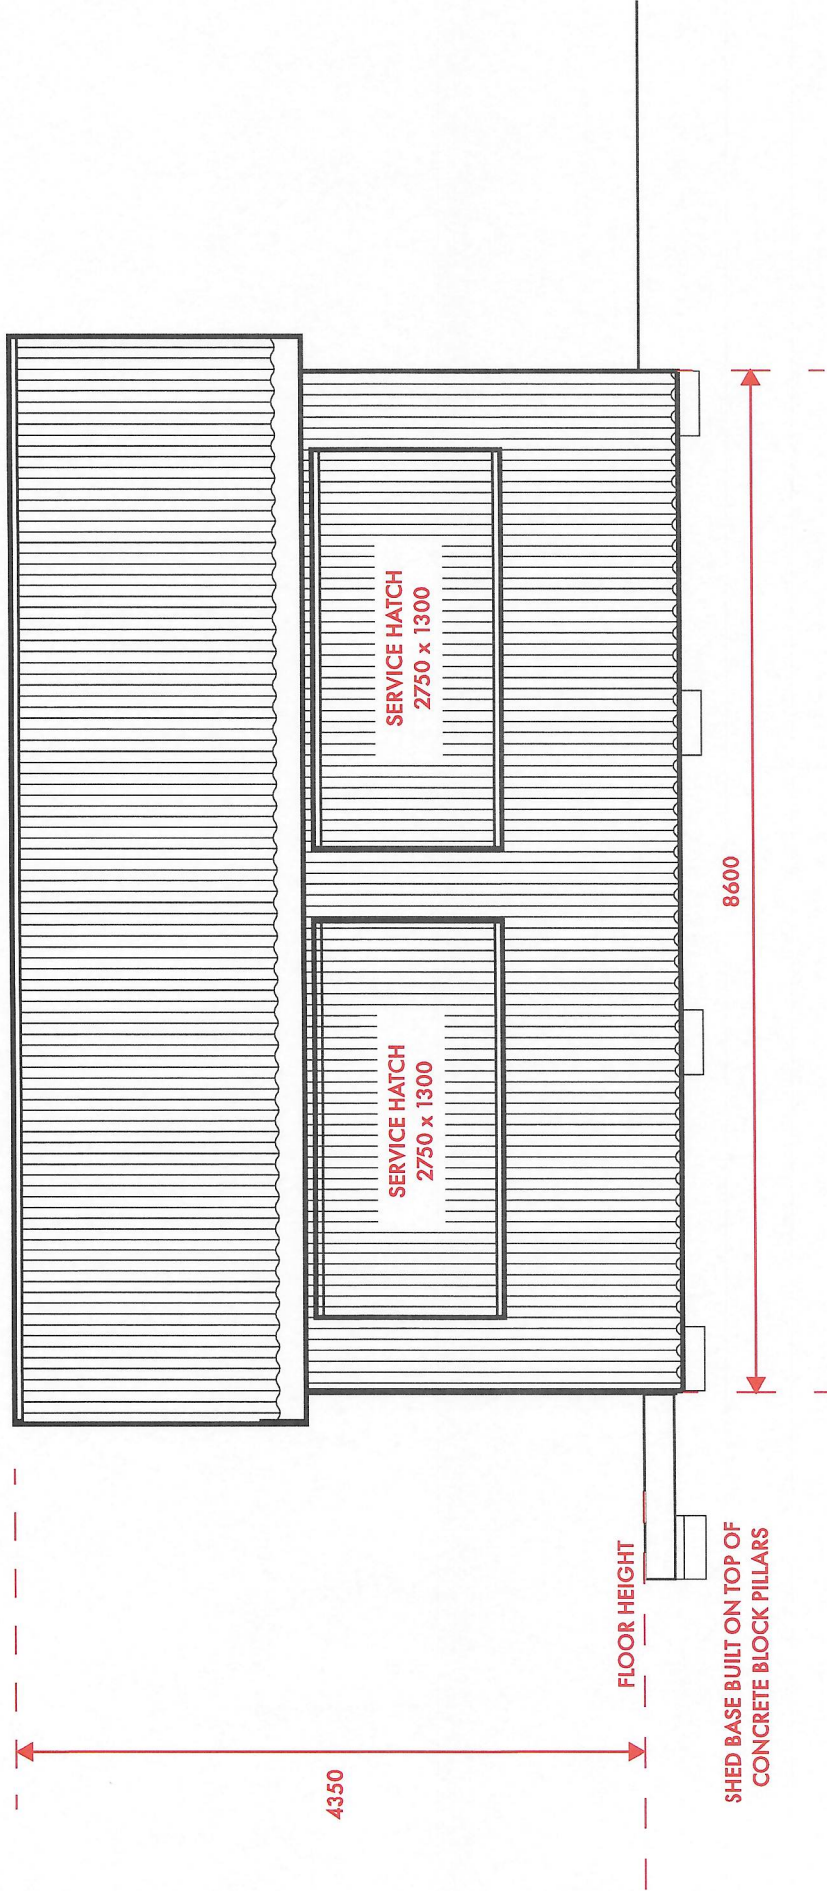 4350
FLOOR HEIGHT
SHED BASE BUILT ON TOP OF
CONCRETE BLOCK PILLARS
SERVICE HATCH
2750 x 1300
SERVICE HATCH
2750 x 1300
8600